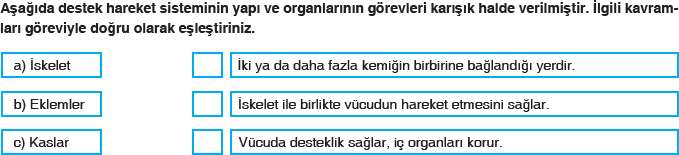 Aşağıda destek hareket sisteminin yapı ve organlarının görevleri karışık halde verilmiştir. İlgili kavram-
ları göreviyle doğru olarak eşleştiriniz.
a) İskelet İki ya da daha fazla kemiğin birbirine bağlandığı yerdir.
b) Eklemler İskelet ile birlikte vücudun hareket etmesini sağlar.
c) Kaslar Vücuda desteklik sağlar, iç organları korur.